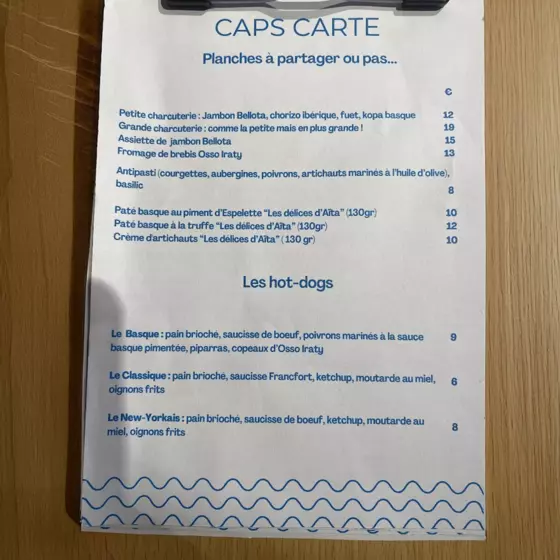 CAPS CARTE
Planches à partager ou pas...
€
Petite charcuterie : Jambon Bellota, chorizo ibérique, fuet, kopa basque 12
Grande charcuterie : comme la petite mais en plus grande ! 19
Assiette de jambon Bellota 15
Fromage de brebis Osso Iraty 13
Antipasti (courgettes, aubergines, poivrons, artichauts marinés à l'huile d'olive),
basilic 8
Paté basque au piment d'Espelette "Les délices d'Aïta" (130gr) 10
Paté basque à la truffe "Les délices d'Aïta" (130gr) 12
Crème d'artichauts "Les délices d'Aïta" (130 gr) 10
Les hot-dogs
Le Basque : pain brioché, saucisse de boeuf, poivrons marinés à la sauce 9
basque pimentée, piparras, copeaux d'Osso Iraty
Le Classique : pain brioché, saucisse Francfort, ketchup, moutarde au miel, 6
oignons frits
Le New-Yorkais : pain brioché, saucisse de boeuf, ketchup, moutarde au 8
miel, oignons frits